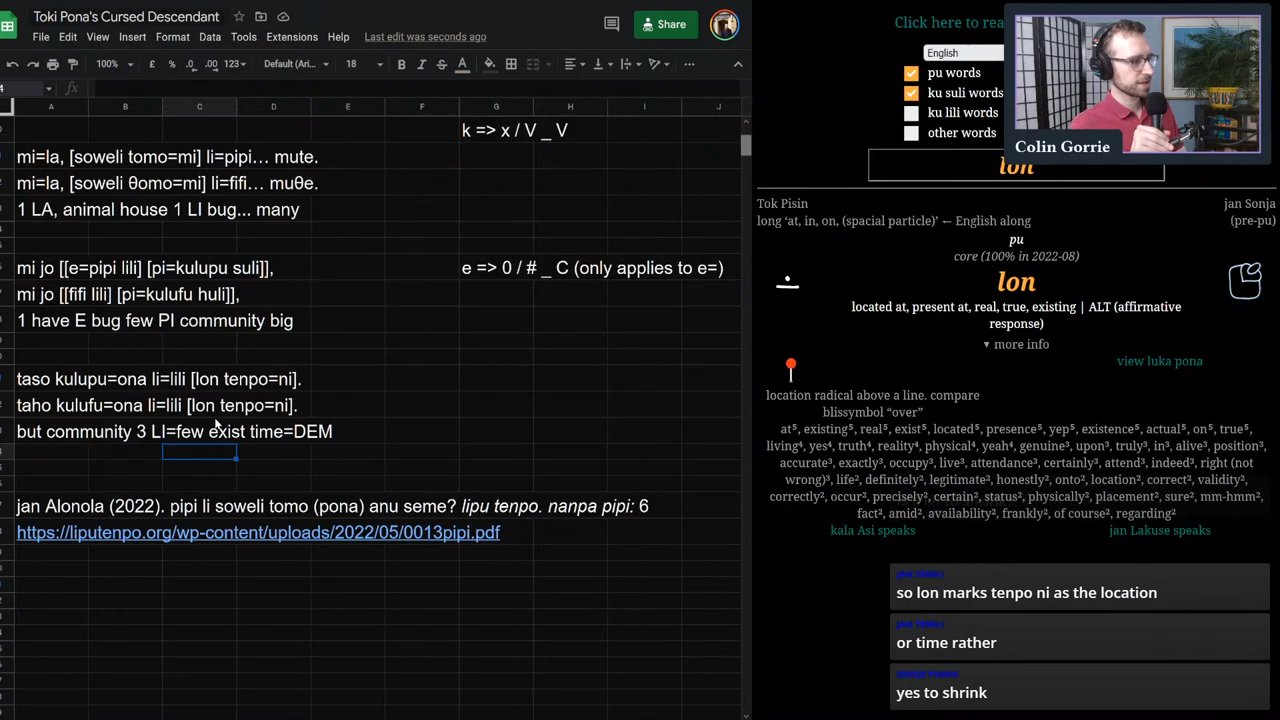 Toki Pona's Cursed Descendant
File Edit View Insert Format Data Tools Extensions Help Last edit was seconds ago
Share
100% £ % .0 .00 123 Default (Ari... 18 B I S A
A B C D E F G H I J
k => x / V _ V
mi=la, [soweli tomo=mi] li=pipi… mute.
mi=la, [soweli θomo=mi] li=fifi… muθe.
1 LA, animal house 1 LI bug... many
mi jo [[e=pipi lili] [pi=kulupu suli]],
e => 0 / # _ C (only applies to e=)
mi jo [[fifi lili] [pi=kulufu huli]],
1 have E bug few PI community big
taso kulupu=ona li=lili [lon tenpo=ni].
taho kulufu=ona li=lili [lon tenpo=ni].
but community 3 LI=few exist time=DEM
jan Alonola (2022). pipi li soweli tomo (pona) anu seme? lipu tenpo. nanpa pipi: 6
https://liputenpo.org/wp-content/uploads/2022/05/0013pipi.pdf
Click here to rea
English
pu words
ku suli words
ku lili words
other words
Colin Gorrie
lon
Tok Pisin
jan Sonja
long ‘at, in, on, (spacial particle)’ ← English along
(pre-pu)
pu
core (100% in 2022-08)
lon
located at, present at, real, true, existing | ALT (affirmative
response)
▾ more info
view luka pona
location radical above a line. compare
blissymbol “over”
at⁵, existing⁵, real⁵, exist⁵, located⁵, presence⁵, yep⁵, existence⁵, actual⁵, on⁵, true⁵,
living⁴, yes⁴, truth⁴, reality⁴, physical⁴, yeah⁴, genuine³, upon³, truly³, in³, alive³, position³,
accurate³, exactly³, occupy³, live³, attendance³, certainly³, attend³, indeed³, right (not
wrong)³, life², definitely², legitimate², honestly², onto², location², correct², validity²,
correctly², occur², precisely², certain², status², physically², placement², sure², mm-hmm²,
fact², amid², availability², frankly², of course², regarding²
kala Asi speaks
jan Lakuse speaks
so lon marks tenpo ni as the location
or time rather
yes to shrink